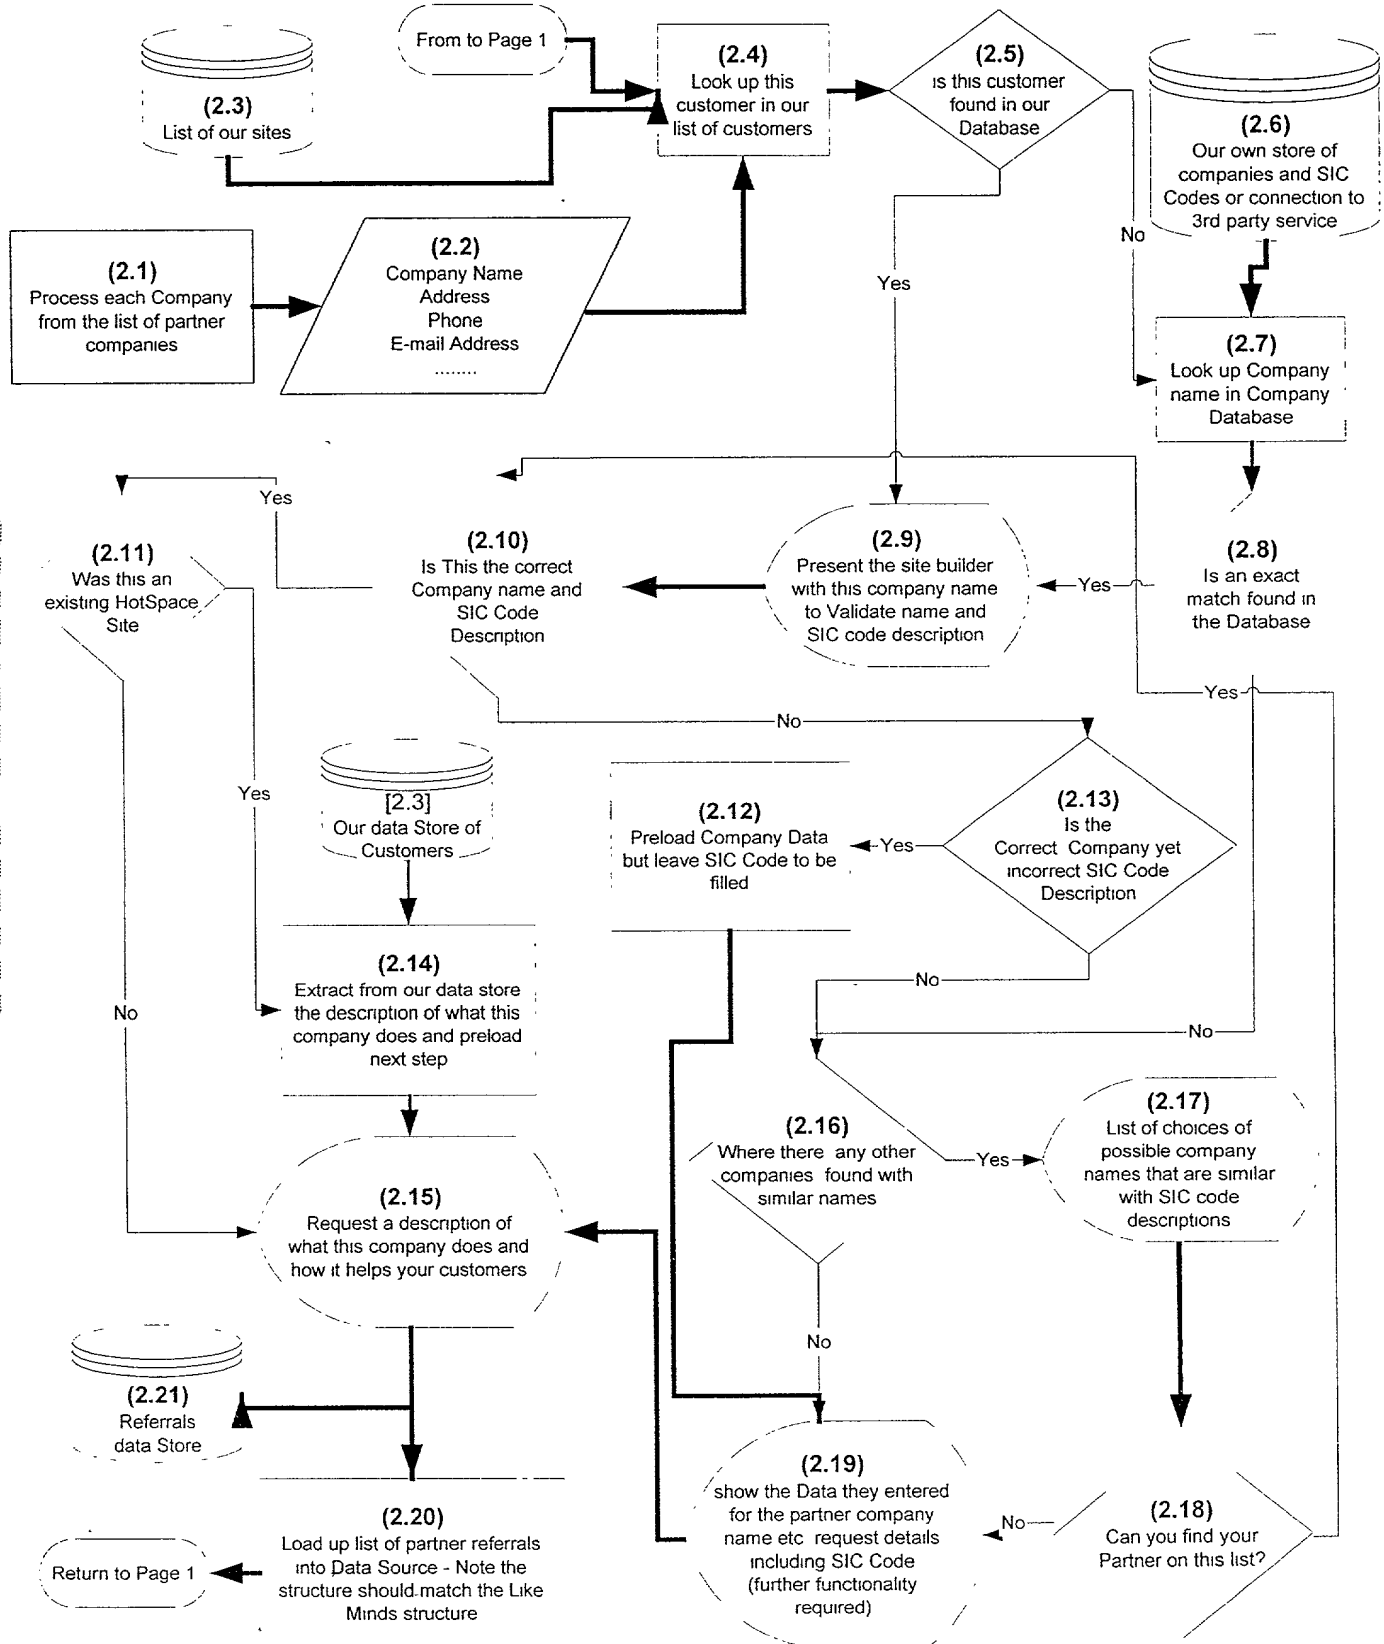 From to Page 1
(2.3)
List of our sites
(2.4)
Look up this
customer in our
list of customers
(2.5)
is this customer
found in our
Database
(2.6)
Our own store of
companies and SIC
Codes or connection to
3rd party service
(2.1)
Process each Company
from the list of partner
companies
(2.2)
Company Name
Address
Phone
E-mail Address
........
No
Yes
(2.7)
Look up Company
name in Company
Database
Yes
(2.11)
Was this an
existing HotSpace
Site
(2.10)
Is This the correct
Company name and
SIC Code
Description
(2.9)
Present the site builder
with this company name
to Validate name and
SIC code description
Yes
(2.8)
Is an exact
match found in
the Database
Yes
No
Yes
[2.3]
Our data Store of
Customers
(2.12)
Preload Company Data
but leave SIC Code to be
filled
Yes
(2.13)
Is the
Correct Company yet
incorrect SIC Code
Description
(2.14)
Extract from our data store
the description of what this
company does and preload
next step
No
No
No
(2.16)
Where there any other
companies found with
similar names
Yes
(2.17)
List of choices of
possible company
names that are similar
with SIC code
descriptions
(2.15)
Request a description of
what this company does and
how it helps your customers
No
(2.21)
Referrals
data Store
(2.19)
show the Data they entered
for the partner company
name etc request details
including SIC Code
(further functionality
required)
No
(2.18)
Can you find your
Partner on this list?
(2.20)
Load up list of partner referrals
into Data Source - Note the
structure should match the Like
Minds structure
Return to Page 1